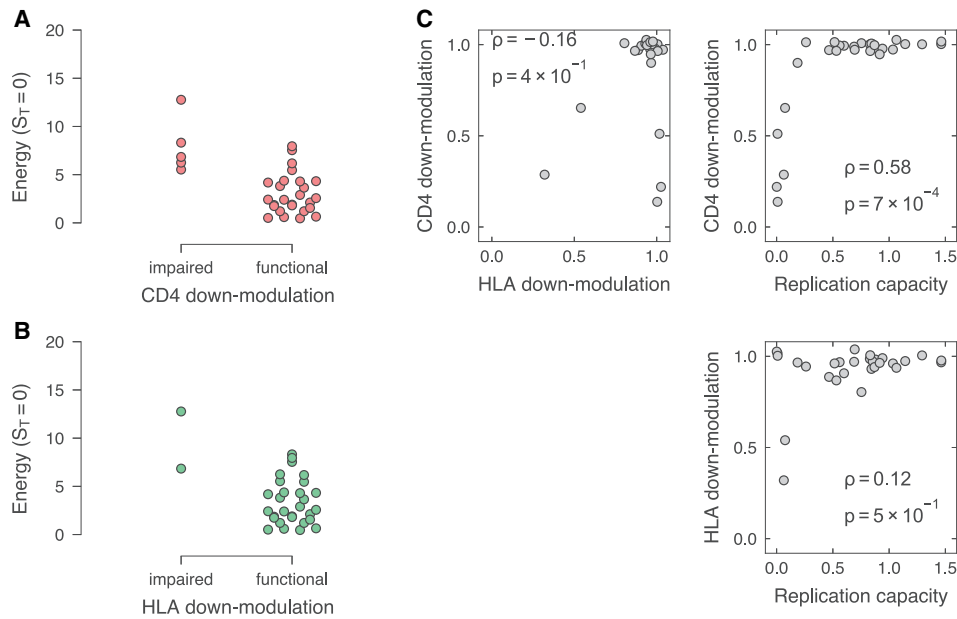 A
Energy (S_T = 0)
20
15
10
5
0
impaired functional
CD4 down-modulation
B
Energy (S_T = 0)
20
15
10
5
0
impaired functional
HLA down-modulation
C
CD4 down-modulation
1.0
0.5
0.0
ρ = −0.16
p = 4 × 10⁻¹
0.0 0.5 1.0
HLA down-modulation
CD4 down-modulation
1.0
0.5
0.0
ρ = 0.58
p = 7 × 10⁻⁴
0.0 0.5 1.0 1.5
Replication capacity
HLA down-modulation
1.0
0.5
0.0
ρ = 0.12
p = 5 × 10⁻¹
0.0 0.5 1.0 1.5
Replication capacity